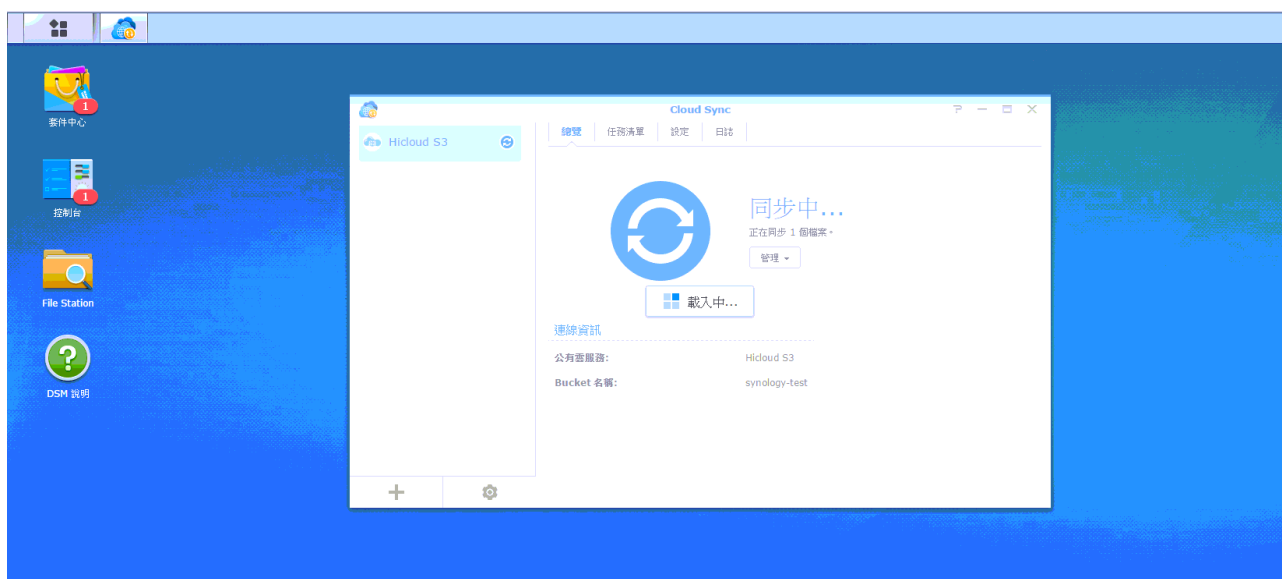 1
套件中心
1
控制台
File Station
?
DSM 說明
Cloud Sync
Hicloud S3
總覽 任務清單 設定 日誌
同步中...
正在同步 1 個檔案。
管理
載入中...
連線資訊
公有雲服務: Hicloud S3
Bucket 名稱: synology-test